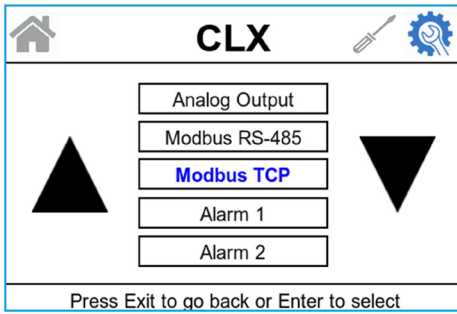 CLX
Analog Output
Modbus RS-485
Modbus TCP
Alarm 1
Alarm 2
Press Exit to go back or Enter to select